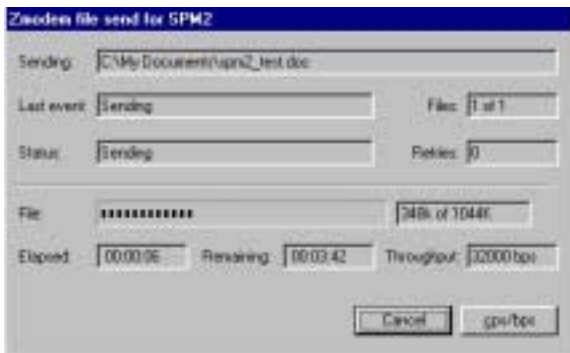 Zmodem file send for SPM2
Sending: C:\My Documents\spm2_test.doc
Last event: Sending Files: 1 of 1
Status: Sending Retries: 0
File: 348k of 1044K
Elapsed: 00:00:06 Remaining: 00:03:42 Throughput: 32000 bps
Cancel cps/bps